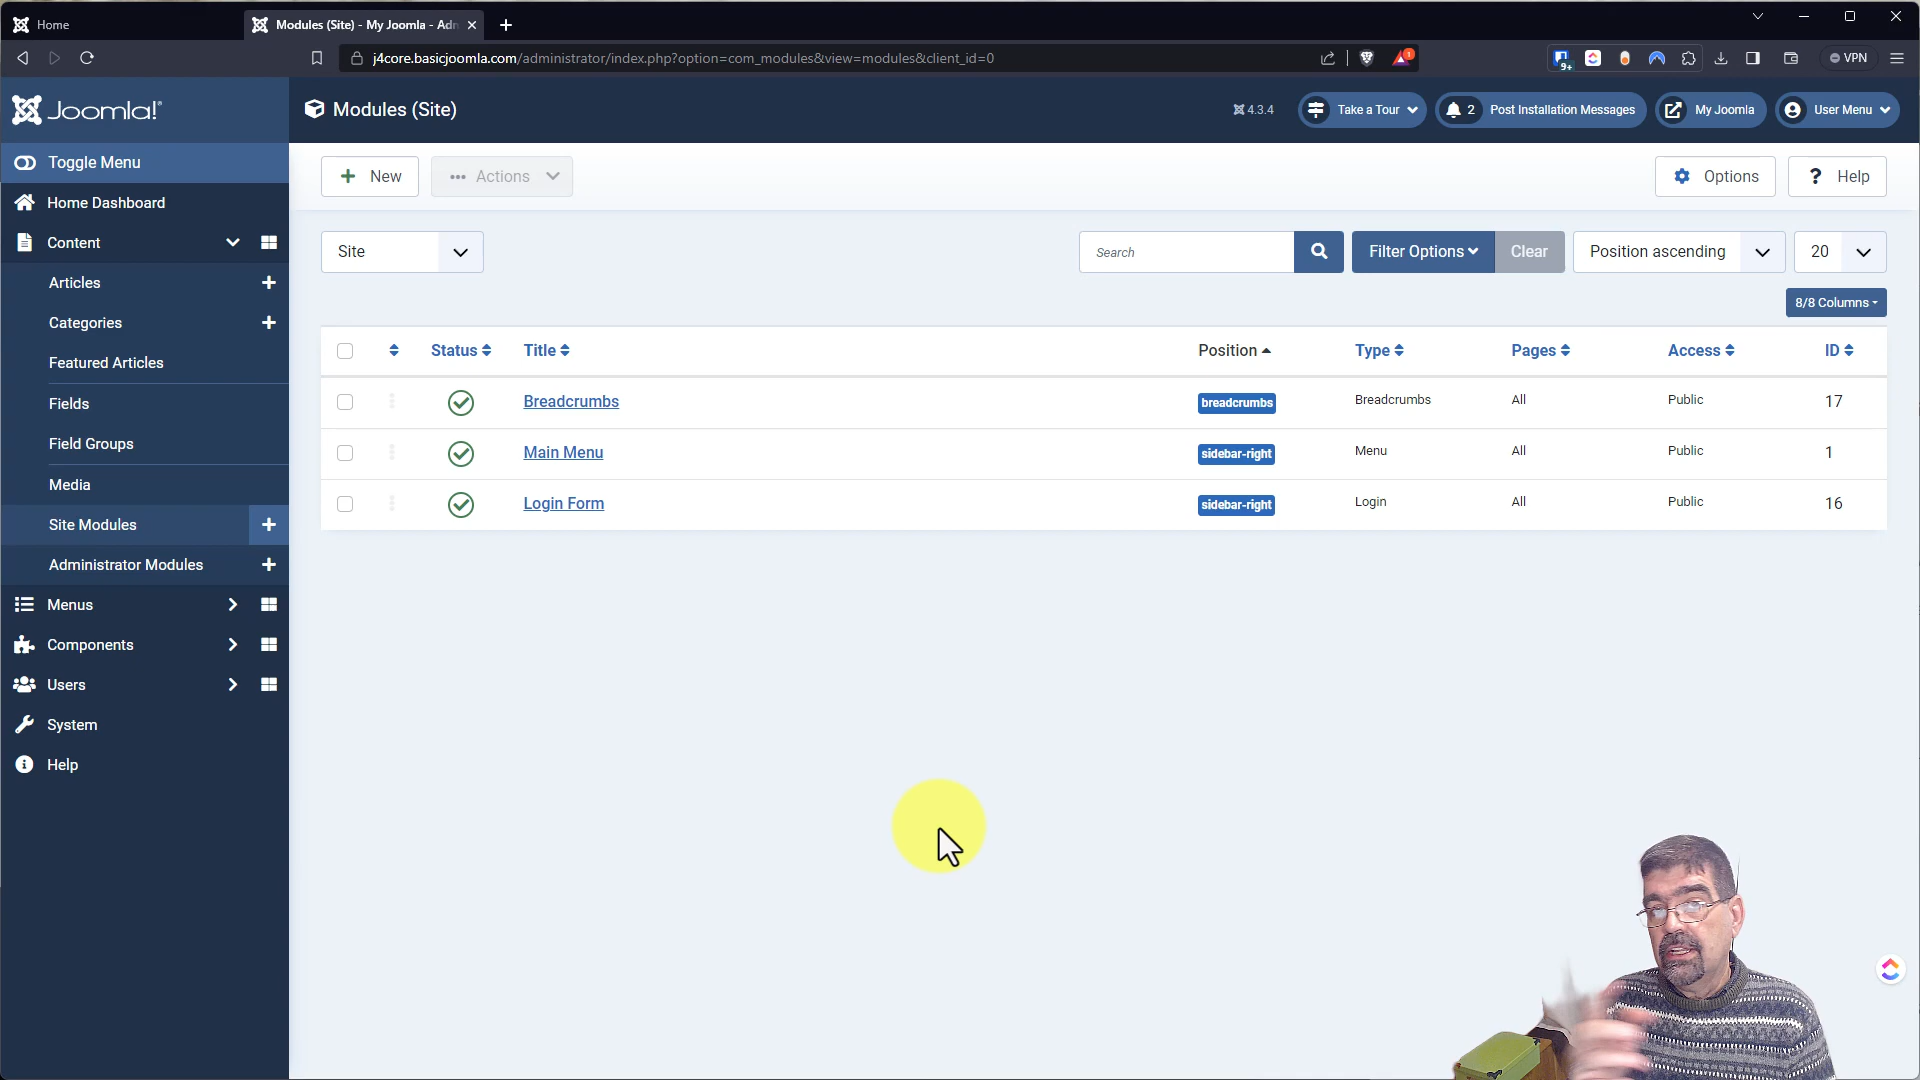 Home
Modules (Site) - My Joomla - Adn
j4core.basicjoomla.com/administrator/index.php?option=com_modules&view=modules&client_id=0
9+
1
VPN
Joomla!®
Modules (Site)
4.3.4
Take a Tour
2 Post Installation Messages
My Joomla
User Menu
Toggle Menu
New
Actions
Options
? Help
Home Dashboard
Content
Site
Search
Filter Options
Clear
Position ascending
20
Articles
8/8 Columns
Categories
Status
Title
Position
Type
Pages
Access
ID
Featured Articles
Breadcrumbs
breadcrumbs
Breadcrumbs
All
Public
17
Fields
Field Groups
Main Menu
sidebar-right
Menu
All
Public
1
Media
Login Form
sidebar-right
Login
All
Public
16
Site Modules
Administrator Modules
Menus
Components
Users
System
Help